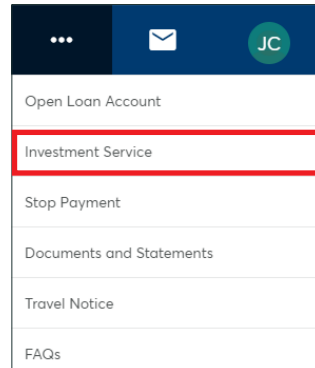 JC
Open Loan Account
Investment Service
Stop Payment
Documents and Statements
Travel Notice
FAQs